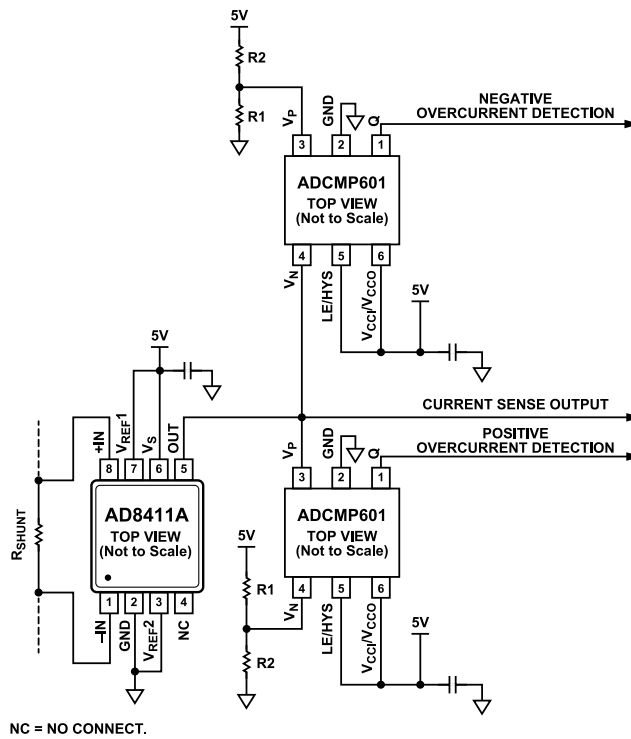 5V
R2
R1
VP
GND
Q
NEGATIVE
OVERCURRENT DETECTION
3
2
1
ADCMP601
TOP VIEW
(Not to Scale)
4
5
6
VN
LE/HYS
VCCI/VCCO
5V
5V
+IN
VREF1
VS
OUT
CURRENT SENSE OUTPUT
VP
GND
Q
POSITIVE
OVERCURRENT DETECTION
8
7
6
5
3
2
1
RSHUNT
AD8411A
TOP VIEW
(Not to Scale)
ADCMP601
TOP VIEW
(Not to Scale)
5V
1
2
3
4
4
5
6
R1
–IN
GND
VREF2
NC
VN
LE/HYS
VCCI/VCCO
5V
R2
NC = NO CONNECT.